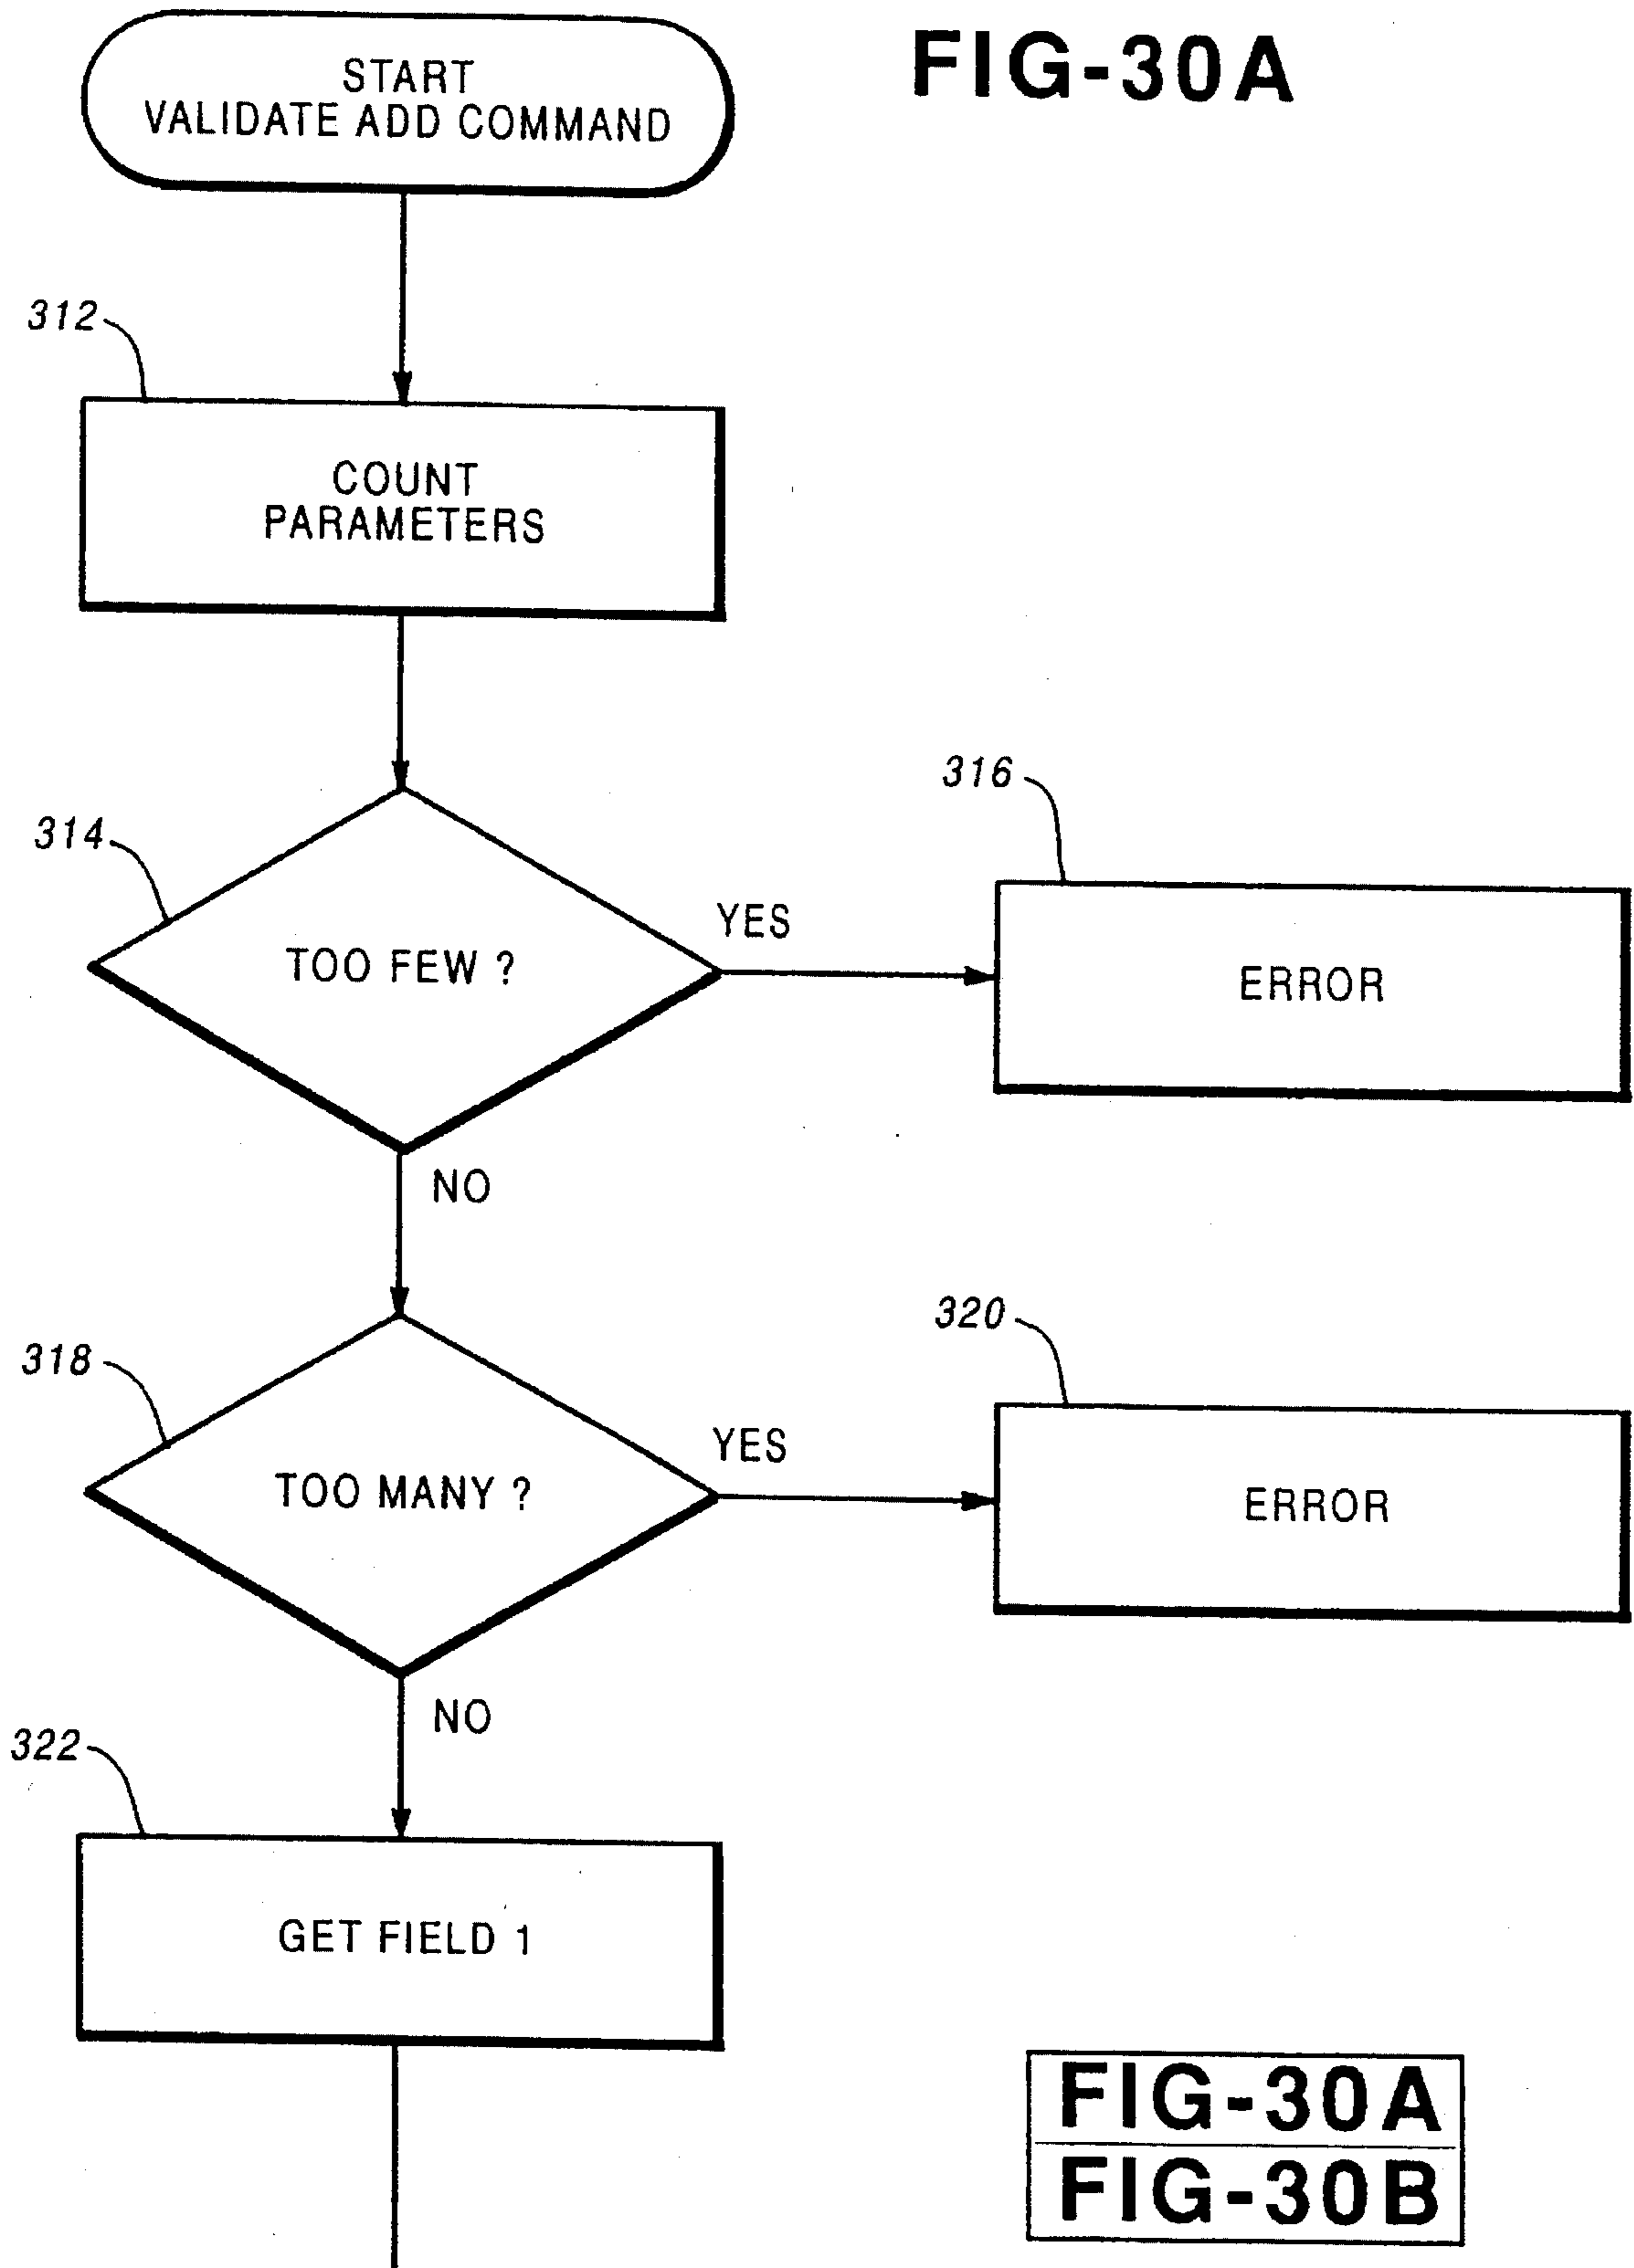 FIG-30A
START
VALIDATE ADD COMMAND
312
COUNT
PARAMETERS
314
TOO FEW ?
YES
316
ERROR
NO
318
TOO MANY ?
YES
320
ERROR
NO
322
GET FIELD 1
FIG-30A
FIG-30B